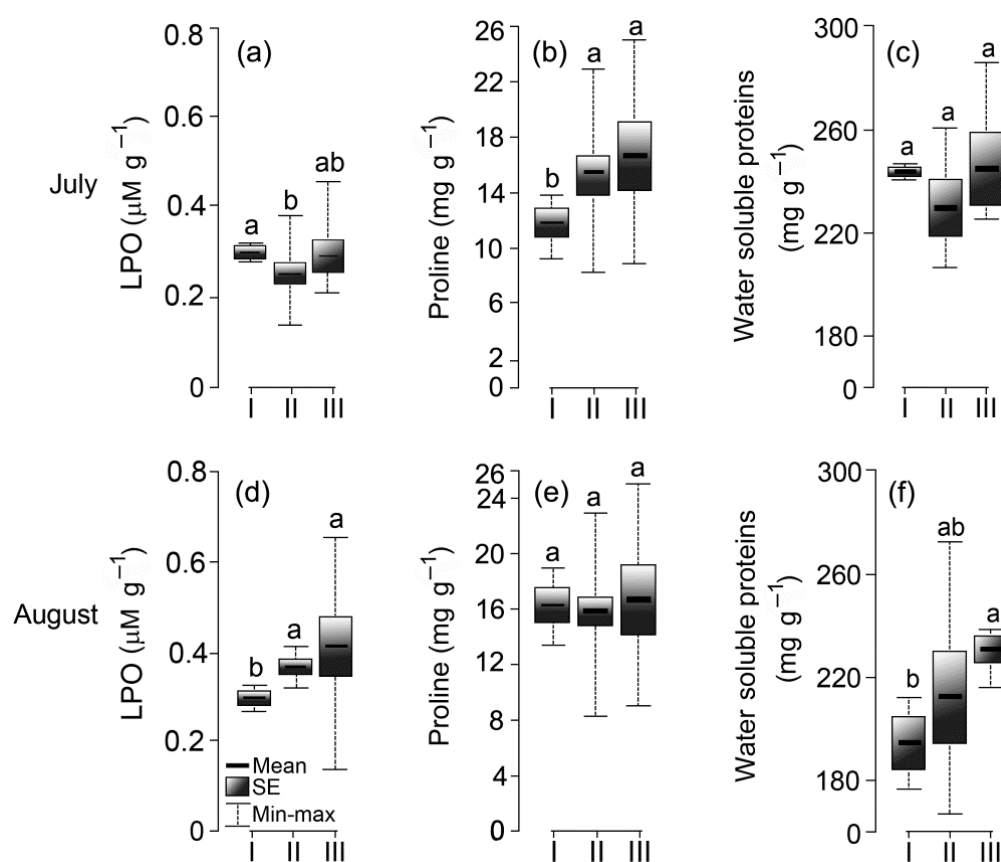 July
(a)
LPO (µM g⁻¹)
0.8
0.6
0.4
0.2
0
a
b
ab
I II III
(b)
Proline (mg g⁻¹)
26
22
18
14
10
6
2
0
b
a
a
I II III
(c)
Water soluble proteins
(mg g⁻¹)
300
260
220
180
0
a
a
a
I II III
August
(d)
LPO (µM g⁻¹)
0.8
0.6
0.4
0.2
0
b
a
a
Mean
SE
Min-max
I II III
(e)
Proline (mg g⁻¹)
26
24
20
16
12
8
4
0
a
a
a
I II III
(f)
Water soluble proteins
(mg g⁻¹)
300
260
220
180
0
b
ab
a
I II III